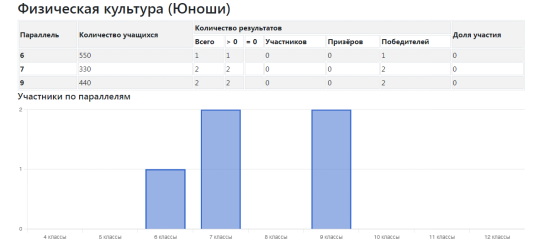 Физическая культура (Юноши)
Параллель Количество учащихся Количество результатов Доля участия
Всего > 0 = 0 Участников Призёров Победителей
6 550 1 1 0 0 1 0
7 330 2 2 0 0 2 0
9 440 2 2 0 0 2 0
Участники по параллелям
2
1
0
4 классы 5 классы 6 классы 7 классы 8 классы 9 классы 10 классы 11 классы 12 классы